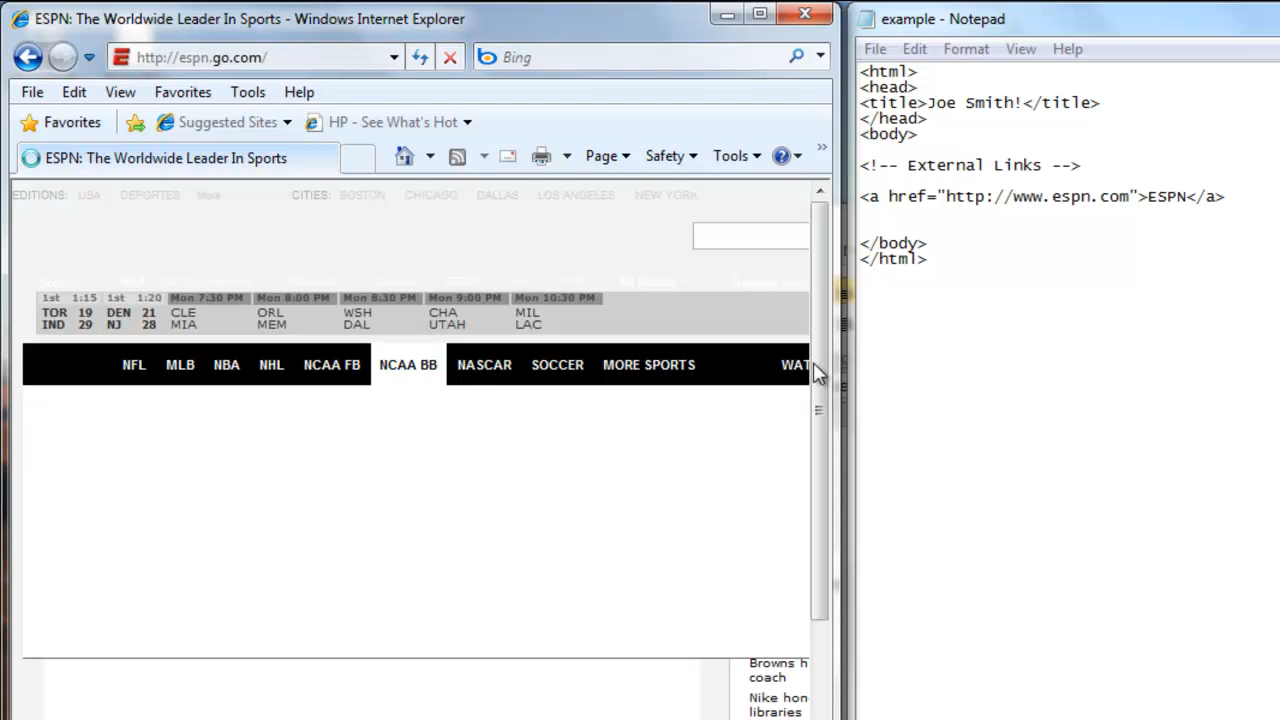 ESPN: The Worldwide Leader In Sports - Windows Internet Explorer
http://espn.go.com/
Bing
File Edit View Favorites Tools Help
Favorites Suggested Sites HP - See What's Hot
ESPN: The Worldwide Leader In Sports
Page Safety Tools »
EDITIONS: USA DEPORTES More CITIES: BOSTON CHICAGO DALLAS LOS ANGELES NEW YORK
1st 1:15 1st 1:20 Mon 7:30 PM Mon 8:00 PM Mon 8:30 PM Mon 9:00 PM Mon 10:30 PM
TOR 19 DEN 21 CLE ORL WSH CHA MIL
IND 29 NJ 28 MIA MEM DAL UTAH LAC
NFL MLB NBA NHL NCAA FB NCAA BB NASCAR SOCCER MORE SPORTS WAT
Browns h
coach
Nike hon
libraries
example - Notepad
File Edit Format View Help
<html>
<head>
<title>Joe Smith!</title>
</head>
<body>
<!-- External Links -->
<a href="http://www.espn.com">ESPN</a>
</body>
</html>